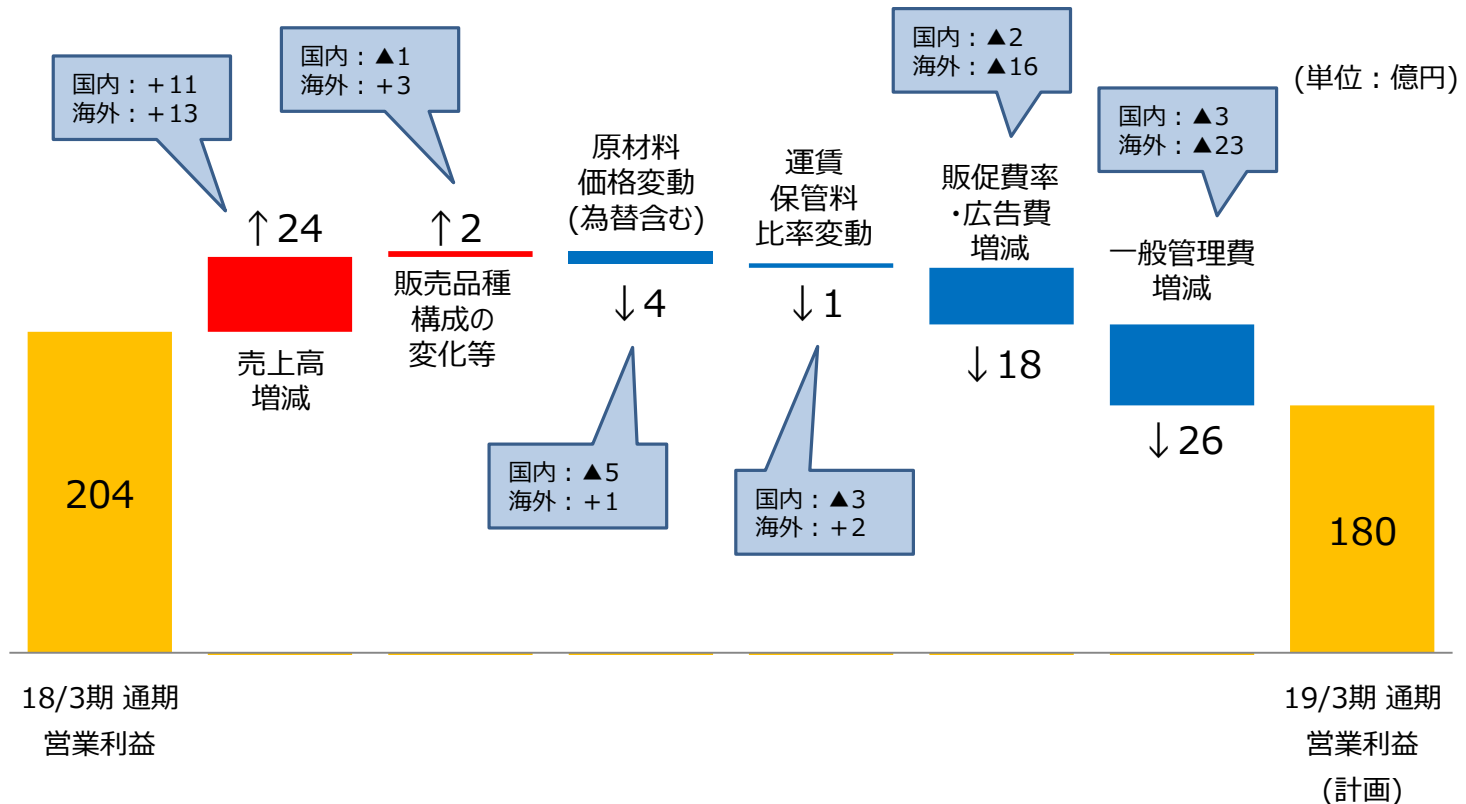 (単位：億円)
204
18/3期 通期
営業利益
国内：＋11
海外：＋13
↑24
売上高
増減
国内：▲1
海外：＋3
↑2
販売品種
構成の
変化等
原材料
価格変動
(為替含む)
↓4
国内：▲5
海外：＋1
運賃
保管料
比率変動
↓1
国内：▲3
海外：＋2
国内：▲2
海外：▲16
販促費率
・広告費
増減
↓18
国内：▲3
海外：▲23
一般管理費
増減
↓26
180
19/3期 通期
営業利益
(計画)